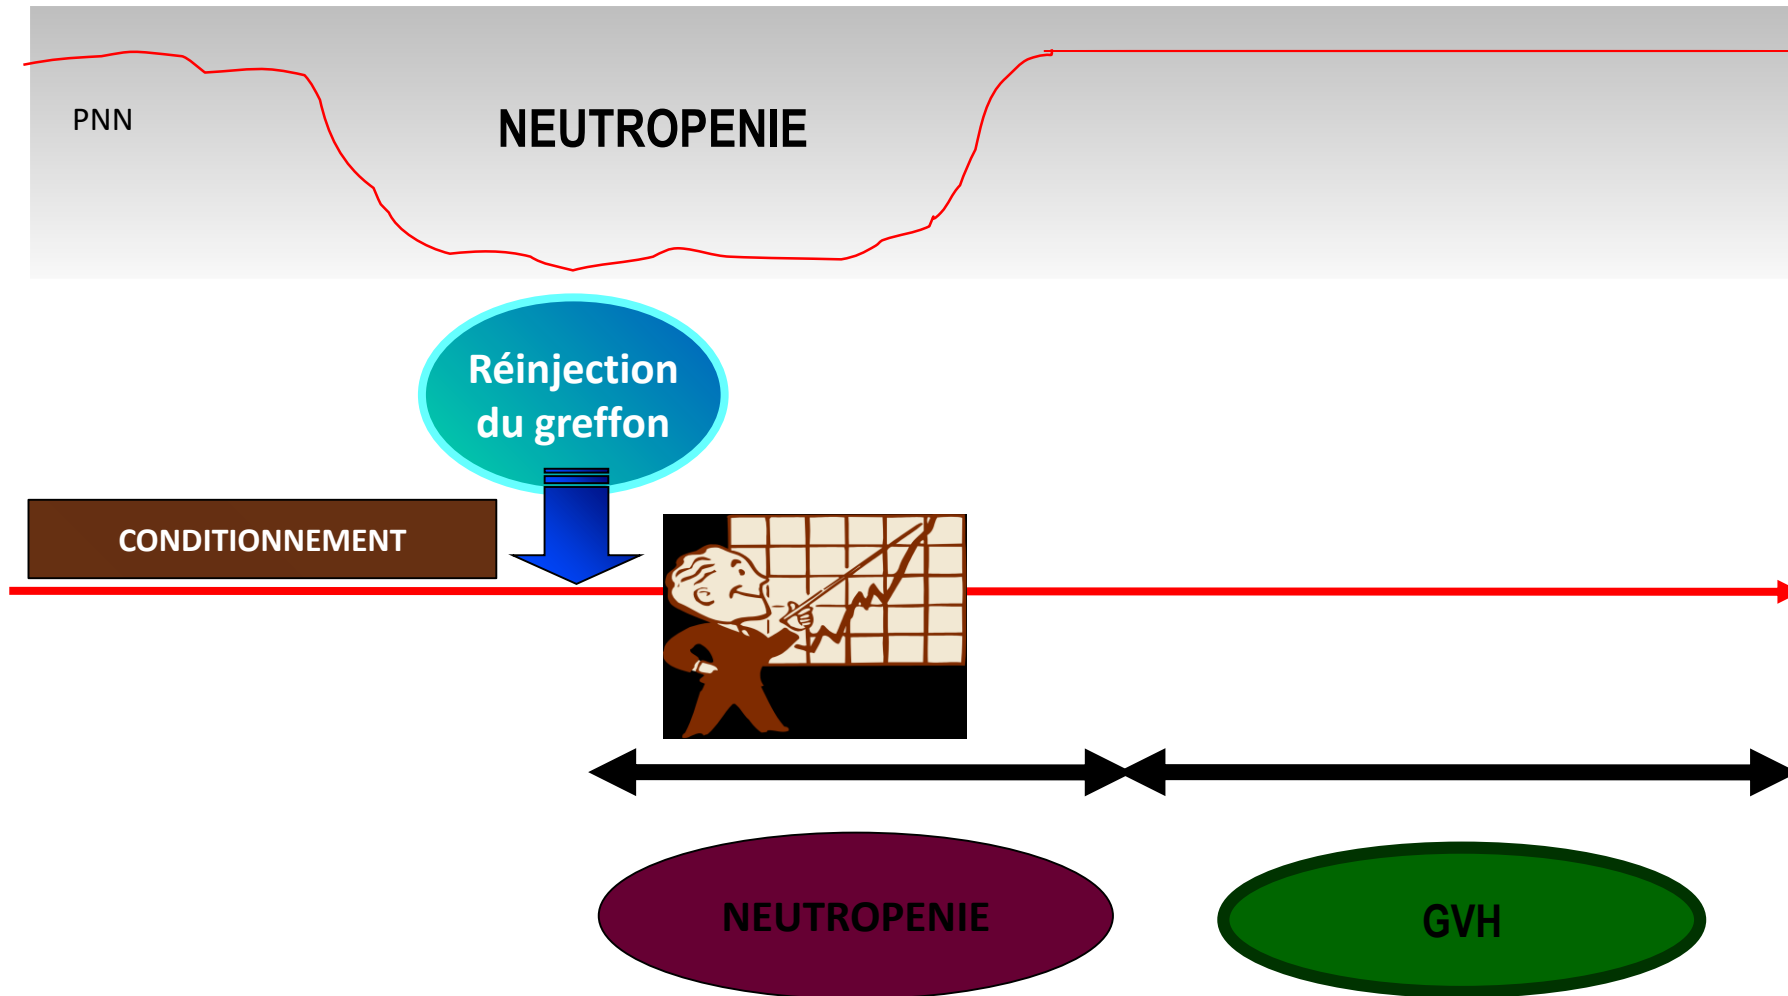 PNN
NEUTROPENIE
Réinjection
du greffon
CONDITIONNEMENT
NEUTROPENIE
GVH